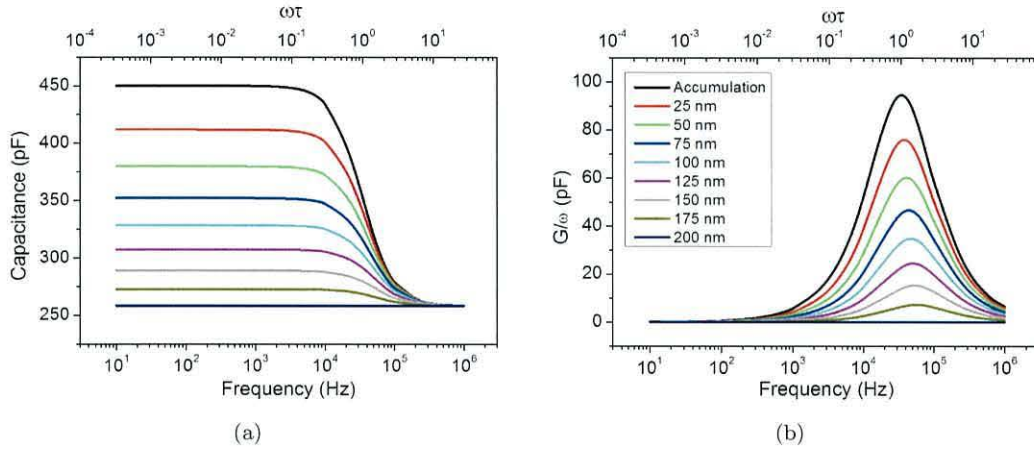 ωτ
10⁻⁴ 10⁻³ 10⁻² 10⁻¹ 10⁰ 10¹
450
400
350
300
250
Capacitance (pF)
10¹ 10² 10³ 10⁴ 10⁵ 10⁶
Frequency (Hz)
(a)
ωτ
10⁻⁴ 10⁻³ 10⁻² 10⁻¹ 10⁰ 10¹
100
80
60
40
20
0
G/ω (pF)
Accumulation
25 nm
50 nm
75 nm
100 nm
125 nm
150 nm
175 nm
200 nm
10¹ 10² 10³ 10⁴ 10⁵ 10⁶
Frequency (Hz)
(b)